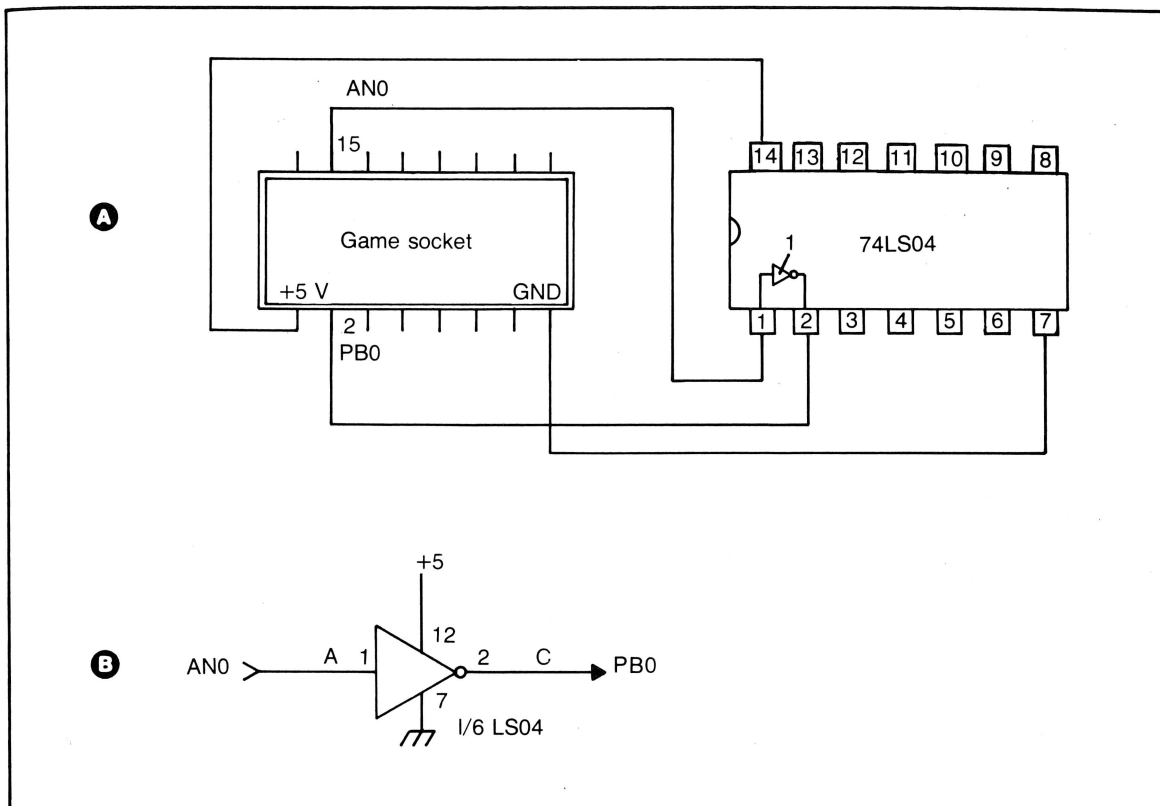 AN0
15
14 13 12 11 10 9 8
A
Game socket
1
74LS04
+5 V GND
1 2 3 4 5 6 7
2
PB0
+5
12
B
AN0 A 1 2 C PB0
7
I/6 LS04